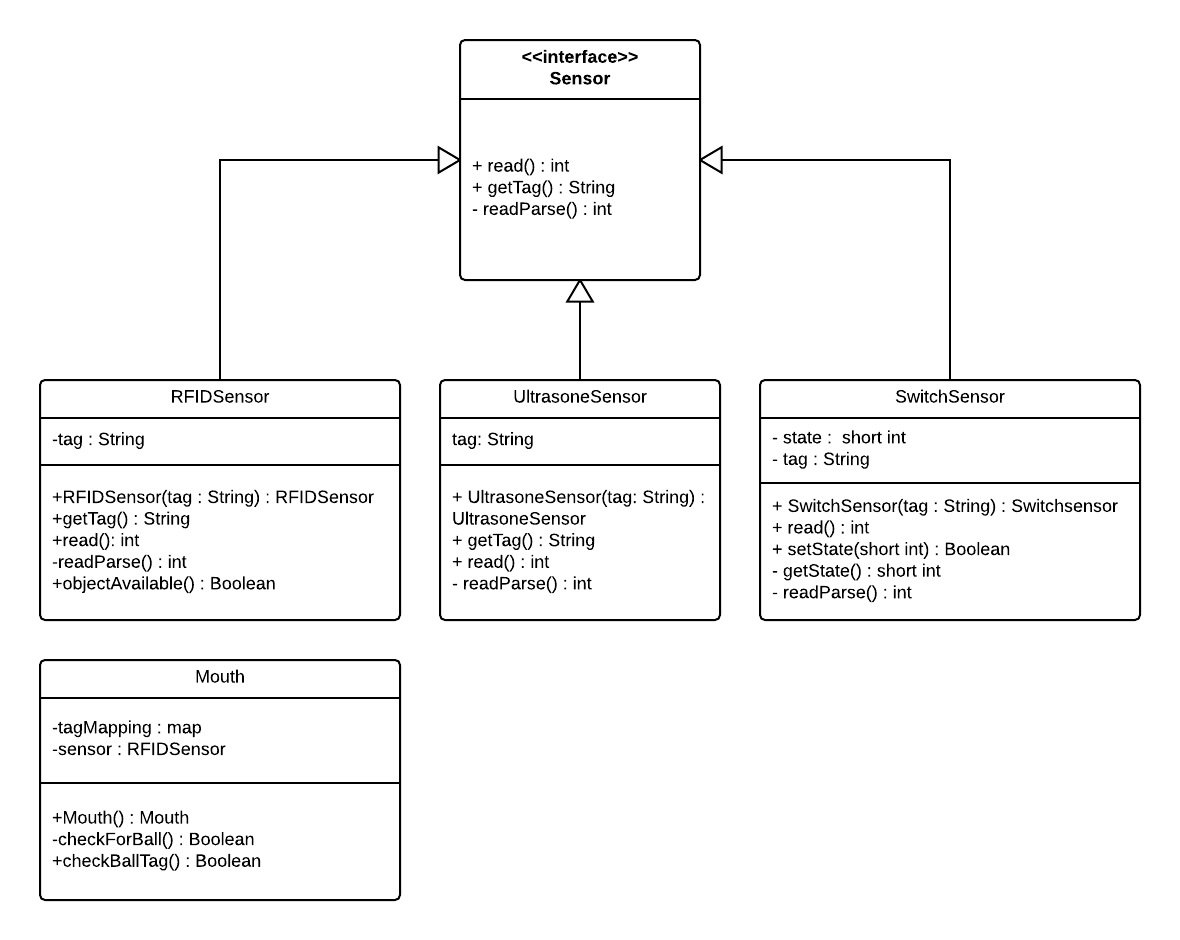 <<interface>>
Sensor
+ read() : int
+ getTag() : String
- readParse() : int
RFIDSensor
-tag : String
+RFIDSensor(tag : String) : RFIDSensor
+getTag() : String
+read(): int
-readParse() : int
+objectAvailable() : Boolean
UltrasoneSensor
tag: String
+ UltrasoneSensor(tag: String) :
UltrasoneSensor
+ getTag() : String
+ read() : int
- readParse() : int
SwitchSensor
- state :  short int
- tag : String
+ SwitchSensor(tag : String) : Switchsensor
+ read() : int
+ setState(short int) : Boolean
- getState() : short int
- readParse() : int
Mouth
-tagMapping : map
-sensor : RFIDSensor
+Mouth() : Mouth
-checkForBall() : Boolean
+checkBallTag() : Boolean